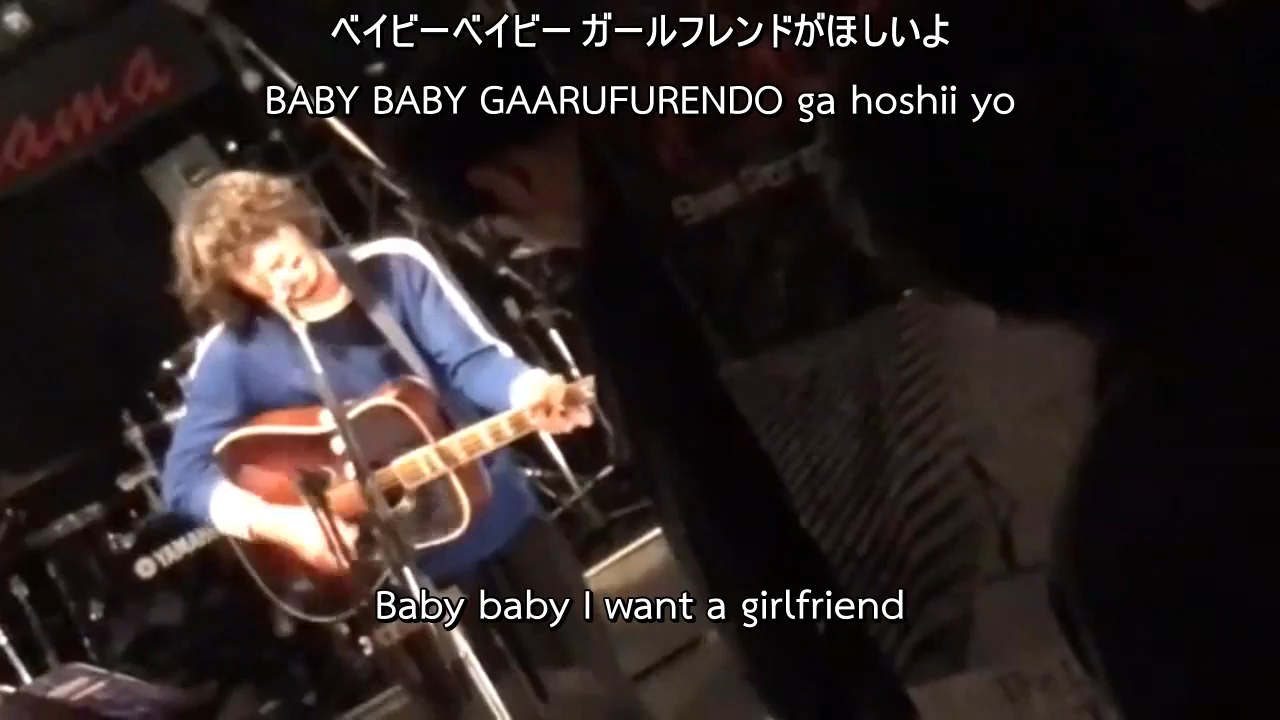 ベイビーベイビー ガールフレンドがほしいよ
BABY BABY GAARUFURENDO ga hoshii yo
ama
YAMAHA
Baby baby I want a girlfriend